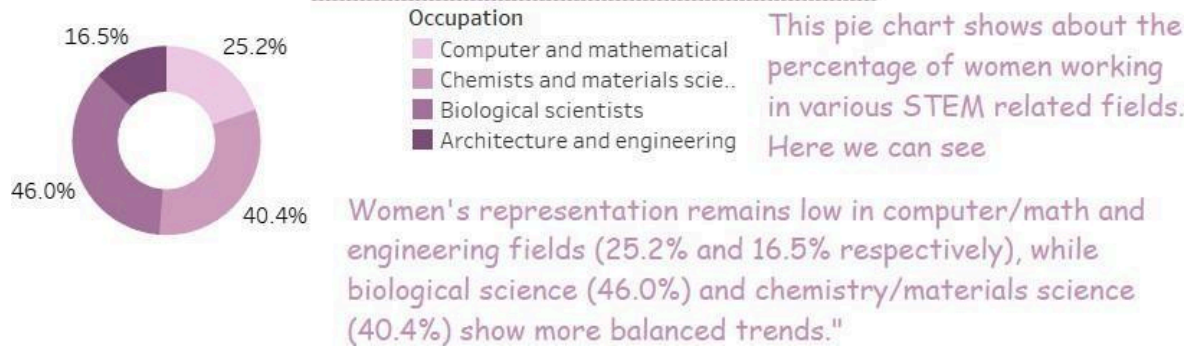 16.5%
25.2%
46.0%
40.4%
Occupation
Computer and mathematical
Chemists and materials scie..
Biological scientists
Architecture and engineering
This pie chart shows about the
percentage of women working
in various STEM related fields.
Here we can see
Women's representation remains low in computer/math and
engineering fields (25.2% and 16.5% respectively), while
biological science (46.0%) and chemistry/materials science
(40.4%) show more balanced trends."